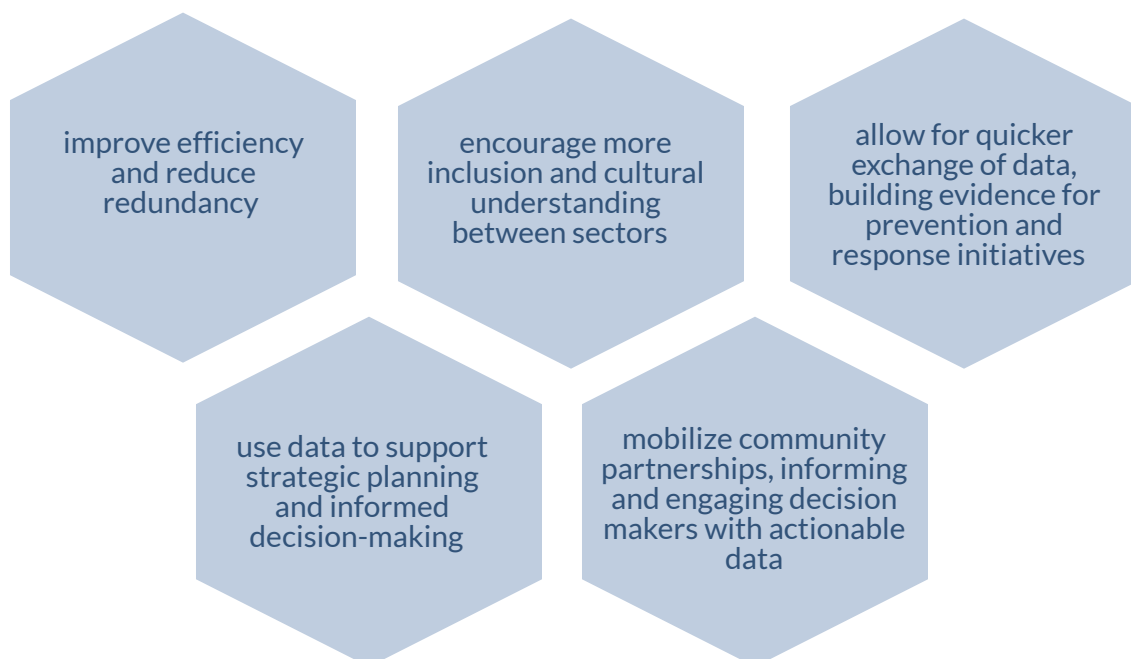 improve efficiency
and reduce
redundancy
encourage more
inclusion and cultural
understanding
between sectors
allow for quicker
exchange of data,
building evidence for
prevention and
response initiatives
use data to support
strategic planning
and informed
decision-making
mobilize community
partnerships, informing
and engaging decision
makers with actionable
data